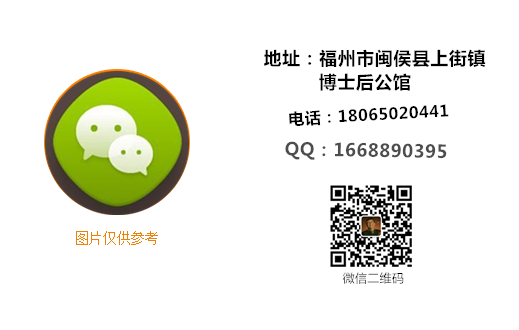 地址：福州市闽侯县上街镇
博士后公馆
电话：18065020441
QQ：1668890395
图片仅供参考
微信二维码